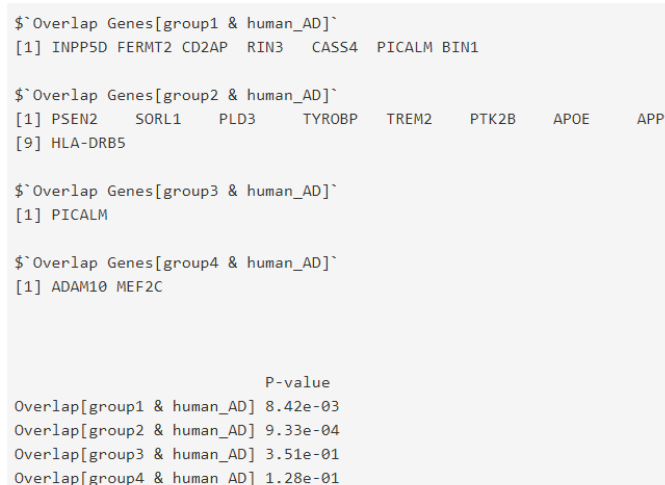 $`Overlap Genes[group1 & human_AD]`
[1] INPP5D FERMT2 CD2AP RIN3 CASS4 PICALM BIN1
$`Overlap Genes[group2 & human_AD]`
[1] PSEN2 SORL1 PLD3 TYROBP TREM2 PTK2B APOE APP
[9] HLA-DRB5
$`Overlap Genes[group3 & human_AD]`
[1] PICALM
$`Overlap Genes[group4 & human_AD]`
[1] ADAM10 MEF2C
P-value
Overlap[group1 & human_AD] 8.42e-03
Overlap[group2 & human_AD] 9.33e-04
Overlap[group3 & human_AD] 3.51e-01
Overlap[group4 & human_AD] 1.28e-01